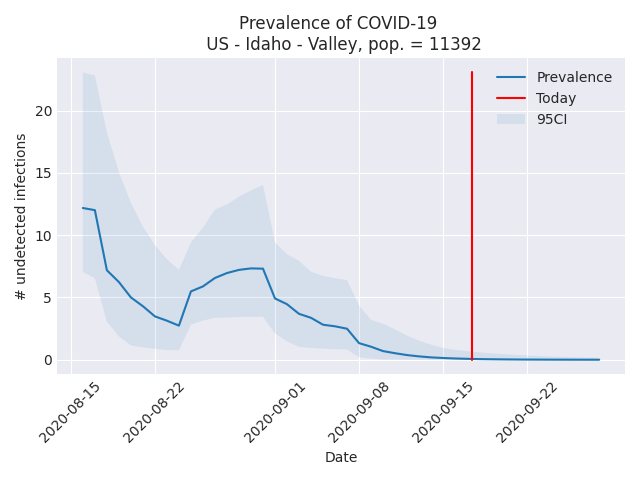 Prevalence of COVID-19
US - Idaho - Valley, pop. = 11392
# undetected infections
20
15
10
5
0
Prevalence
Today
95CI
2020-08-15
2020-08-22
2020-09-01
2020-09-08
2020-09-15
2020-09-22
Date